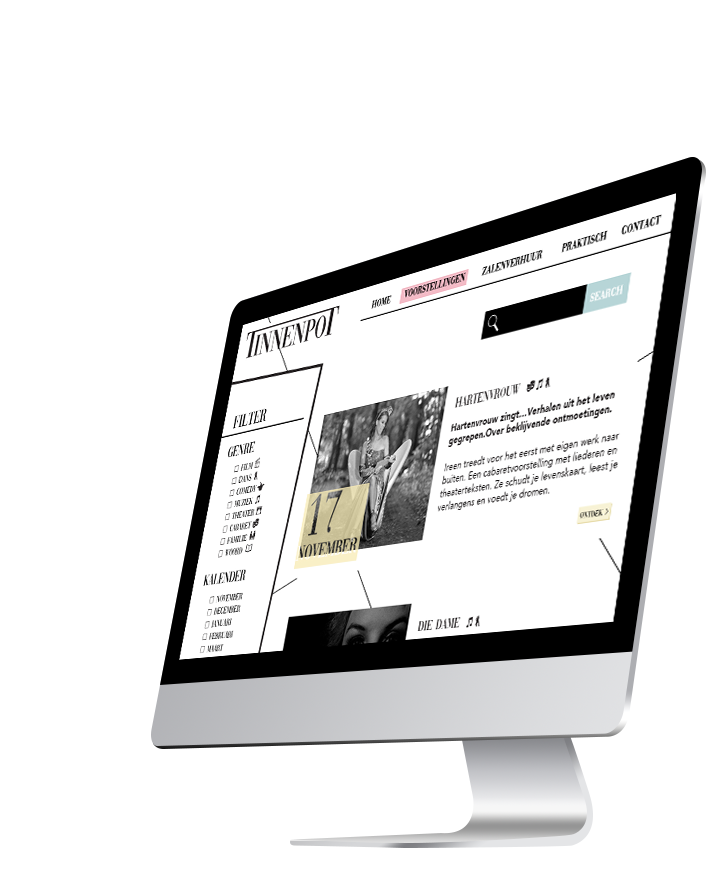 HOME VOORSTELLINGEN ZALENVERHUUR PRAKTISCH CONTACT
TINNENPOT
SEARCH
FILTER
GENRE
FILM
DANS
COMEDY
MUZIEK
THEATER
CABARET
FAMILIE
WOORD
KALENDER
NOVEMBER
DECEMBER
JANUARI
FEBRUARI
MAART
17
NOVEMBER
HARTENVROUW
Hartenvrouw zingt...Verhalen uit het leven
gegrepen.Over beklijvende ontmoetingen.
Ireen treedt voor het eerst met eigen werk naar
buiten. Een cabaretvoorstelling met liederen en
theaterteksten. Ze schudt je levenskaart, leest je
verlangens en voedt je dromen.
ONTDEK >
DIE DAME